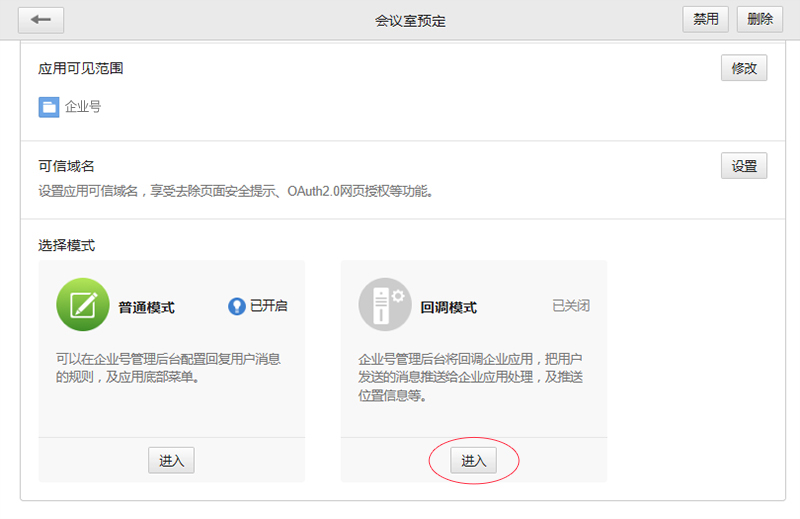 会议室预定
禁用
删除
应用可见范围
修改
企业号
可信域名
设置
设置应用可信域名，享受去除页面安全提示、OAuth2.0网页授权等功能。
选择模式
普通模式
已开启
可以在企业号管理后台配置回复用户消息
的规则，及应用底部菜单。
进入
回调模式
已关闭
企业号管理后台将回调企业应用，把用户
发送的消息推送给企业应用处理，及推送
位置信息等。
进入